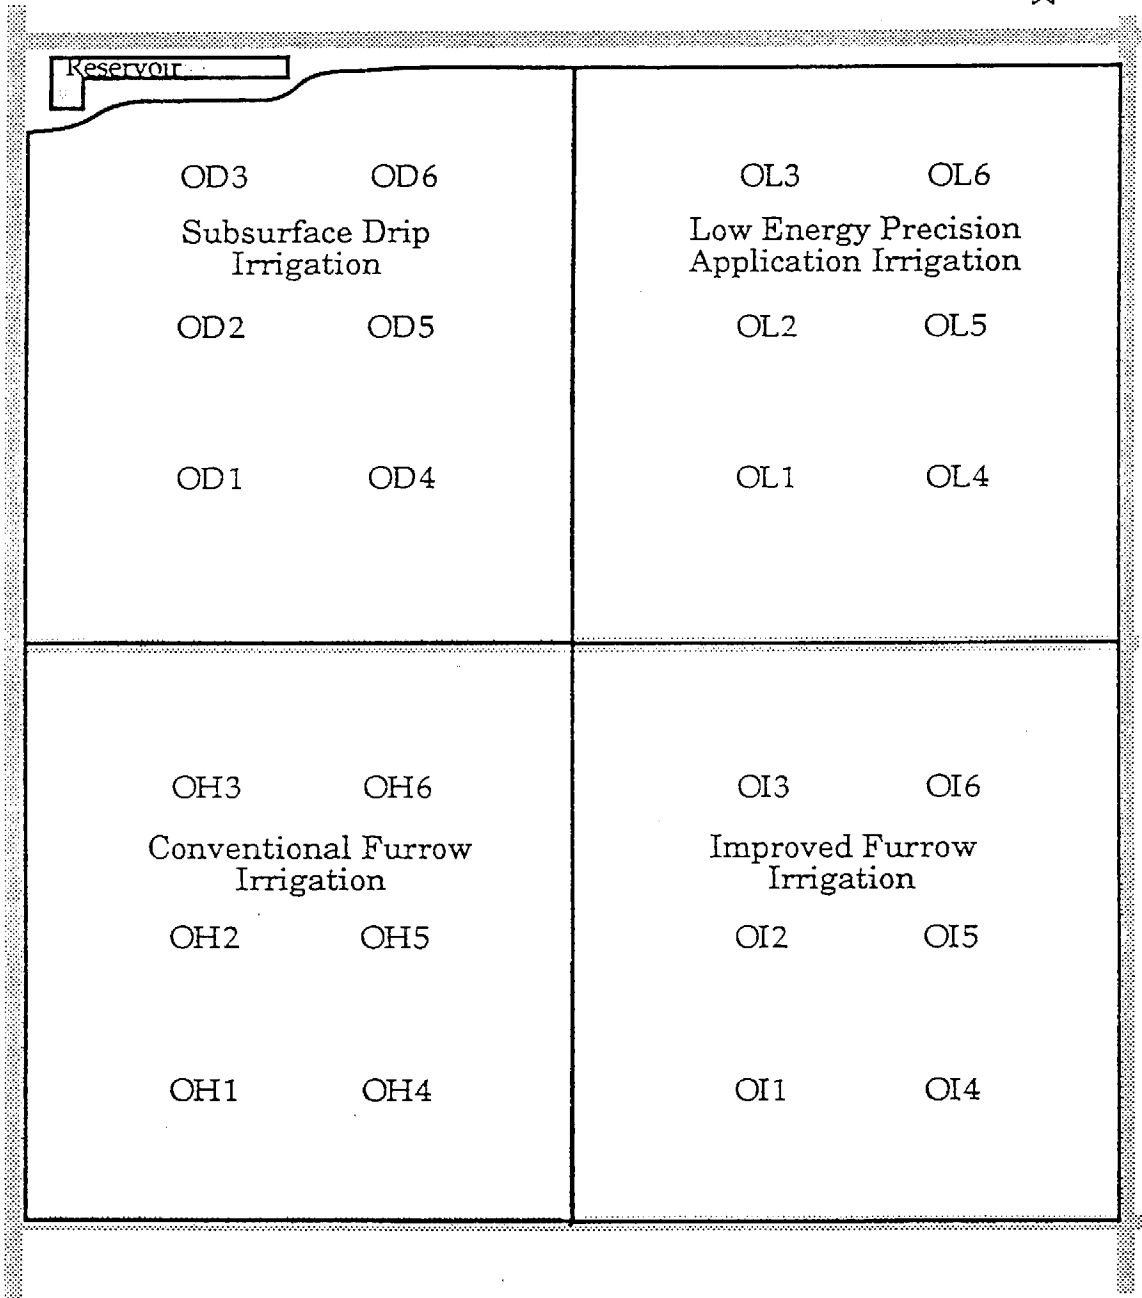 Reservoir
OD3 OD6
Subsurface Drip
Irrigation
OD2 OD5
OD1 OD4
OL3 OL6
Low Energy Precision
Application Irrigation
OL2 OL5
OL1 OL4
OH3 OH6
Conventional Furrow
Irrigation
OH2 OH5
OH1 OH4
OI3 OI6
Improved Furrow
Irrigation
OI2 OI5
OI1 OI4